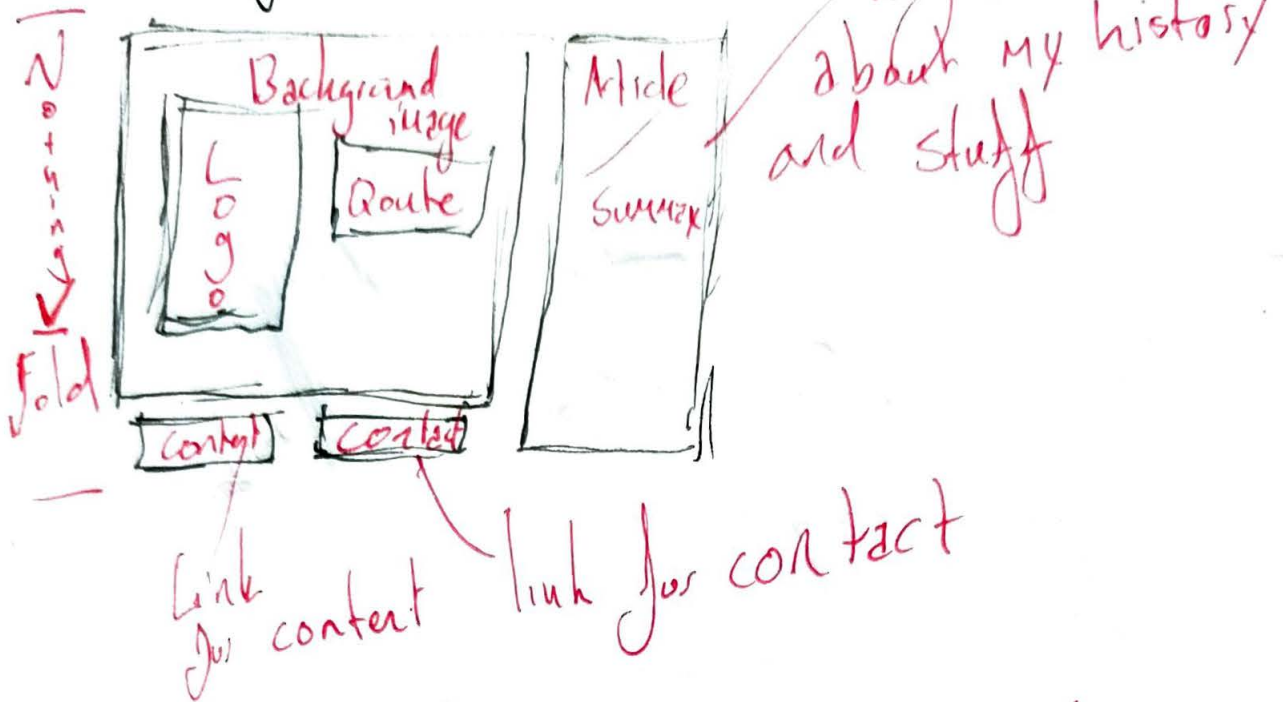 Nothing
fold
Background
image
Logo
Qoute
Article
Summary
about my history
and stuff
content
contact
Link
for content
link for contact